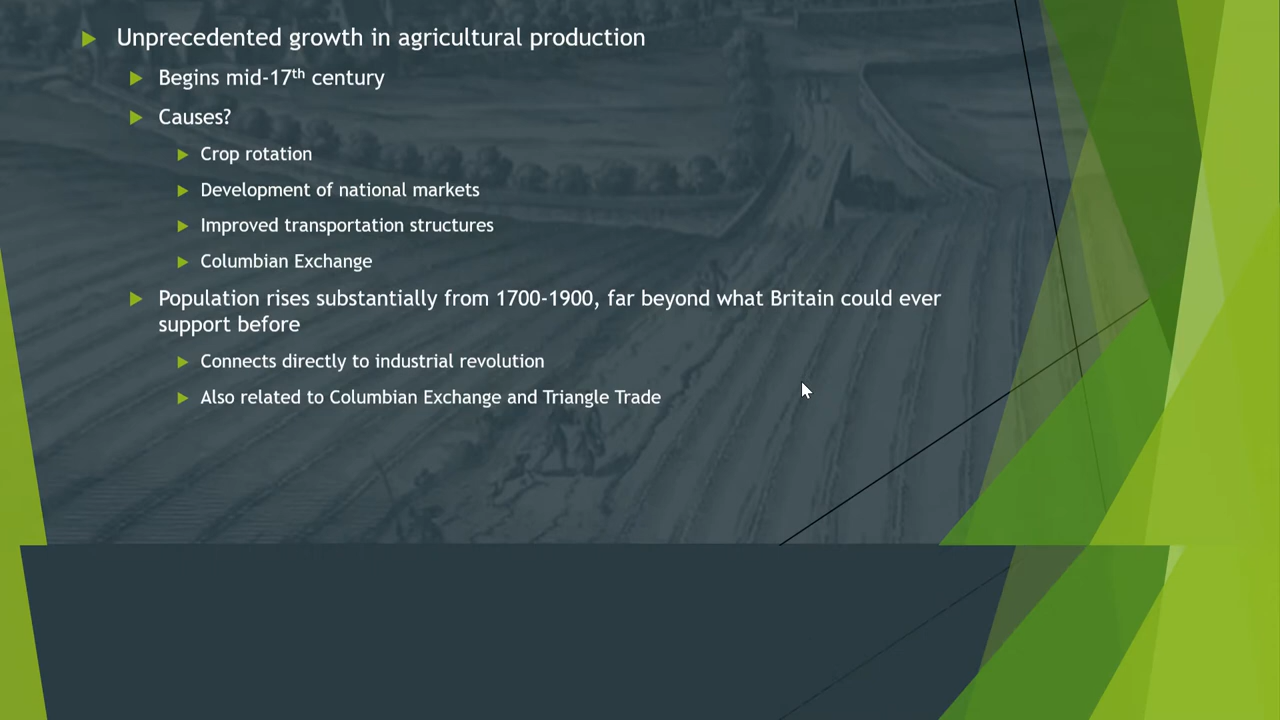 Unprecedented growth in agricultural production
Begins mid-17th century
Causes?
Crop rotation
Development of national markets
Improved transportation structures
Columbian Exchange
Population rises substantially from 1700-1900, far beyond what Britain could ever
support before
Connects directly to industrial revolution
Also related to Columbian Exchange and Triangle Trade